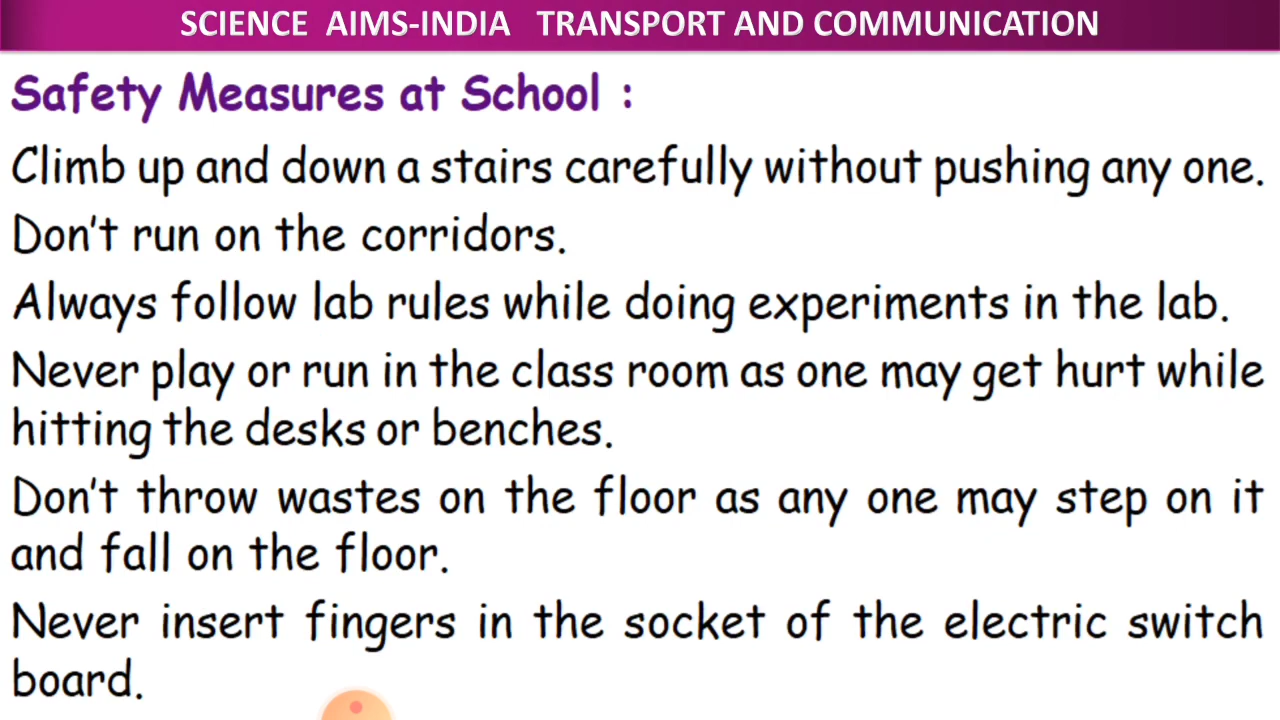 SCIENCE AIMS-INDIA TRANSPORT AND COMMUNICATION
Safety Measures at School :
Climb up and down a stairs carefully without pushing any one.
Don't run on the corridors.
Always follow lab rules while doing experiments in the lab.
Never play or run in the class room as one may get hurt while
hitting the desks or benches.
Don't throw wastes on the floor as any one may step on it
and fall on the floor.
Never insert fingers in the socket of the electric switch
board.